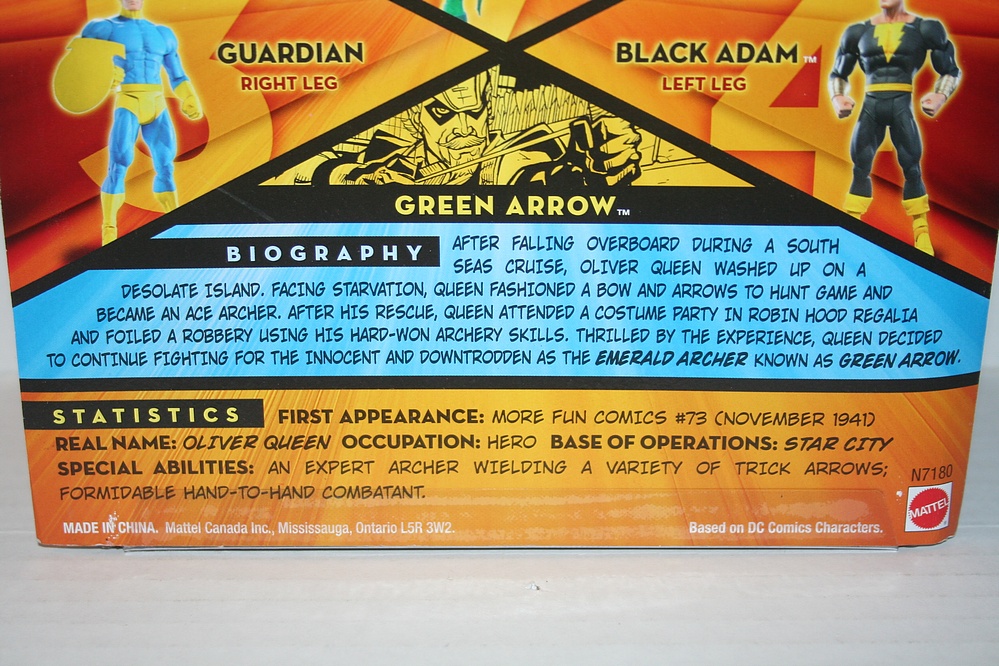 GUARDIAN
RIGHT LEG
BLACK ADAM™
LEFT LEG
GREEN ARROW™
BIOGRAPHY
AFTER FALLING OVERBOARD DURING A SOUTH
SEAS CRUISE, OLIVER QUEEN WASHED UP ON A
DESOLATE ISLAND. FACING STARVATION, QUEEN FASHIONED A BOW AND ARROWS TO HUNT GAME AND
BECAME AN ACE ARCHER. AFTER HIS RESCUE, QUEEN ATTENDED A COSTUME PARTY IN ROBIN HOOD REGALIA
AND FOILED A ROBBERY USING HIS HARD-WON ARCHERY SKILLS. THRILLED BY THE EXPERIENCE, QUEEN DECIDED
TO CONTINUE FIGHTING FOR THE INNOCENT AND DOWNTRODDEN AS THE EMERALD ARCHER KNOWN AS GREEN ARROW.
STATISTICS FIRST APPEARANCE: MORE FUN COMICS #73 (NOVEMBER 1941)
REAL NAME: OLIVER QUEEN OCCUPATION: HERO BASE OF OPERATIONS: STAR CITY
SPECIAL ABILITIES: AN EXPERT ARCHER WIELDING A VARIETY OF TRICK ARROWS;
FORMIDABLE HAND-TO-HAND COMBATANT.
N7180
MATTEL
MADE IN CHINA. Mattel Canada Inc., Mississauga, Ontario L5R 3W2.
Based on DC Comics Characters.